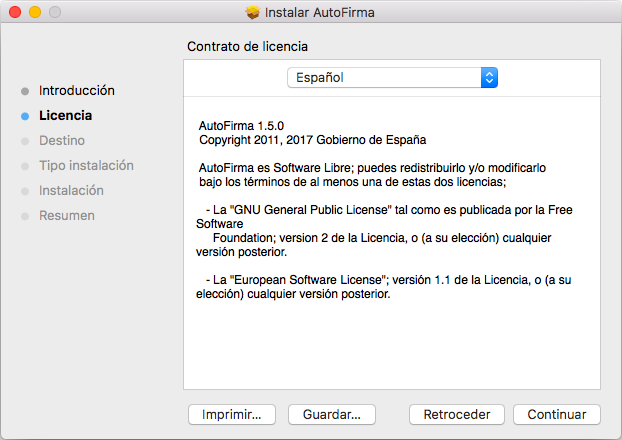 Instalar AutoFirma
Contrato de licencia
Introducción
Licencia
Destino
Tipo instalación
Instalación
Resumen
Español
AutoFirma 1.5.0
Copyright 2011, 2017 Gobierno de España
AutoFirma es Software Libre; puedes redistribuirlo y/o modificarlo
bajo los términos de al menos una de estas dos licencias;
- La "GNU General Public License" tal como es publicada por la Free
Software
Foundation; version 2 de la Licencia, o (a su elección) cualquier
versión posterior.
- La "European Software License"; versión 1.1 de la Licencia, o (a su
elección) cualquier versión posterior.
Imprimir...
Guardar...
Retroceder
Continuar